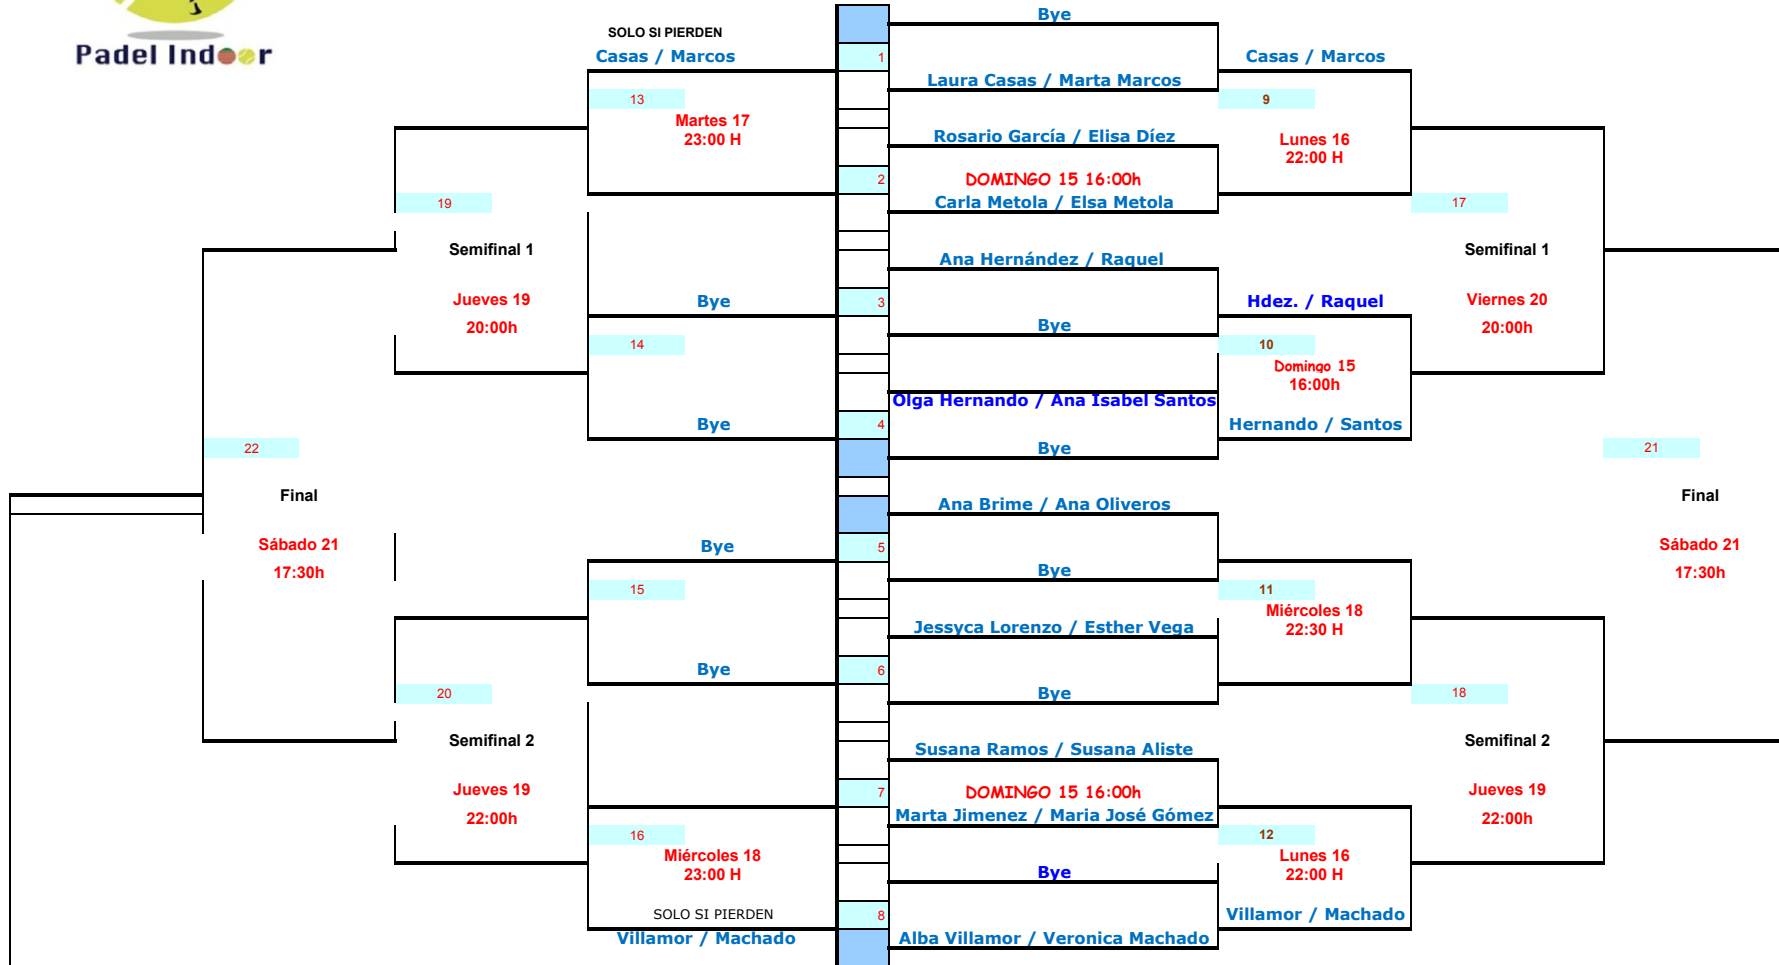 Padel Indoor
SOLO SI PIERDEN
Casas / Marcos
13
Martes 17
23:00 H
19
Semifinal 1
Jueves 19
20:00h
Bye
14
Bye
22
Final
Sábado 21
17:30h
Bye
15
Bye
20
Semifinal 2
Jueves 19
22:00h
16
Miércoles 18
23:00 H
SOLO SI PIERDEN
Villamor / Machado
Bye
1
Laura Casas / Marta Marcos
Rosario García / Elisa Díez
2
DOMINGO 15 16:00h
Carla Metola / Elsa Metola
Ana Hernández / Raquel
3
Bye
Olga Hernando / Ana Isabel Santos
4
Bye
Ana Brime / Ana Oliveros
5
Bye
Jessyca Lorenzo / Esther Vega
6
Bye
Susana Ramos / Susana Aliste
7
DOMINGO 15 16:00h
Marta Jimenez / Maria José Gómez
Bye
8
Alba Villamor / Veronica Machado
Casas / Marcos
9
Lunes 16
22:00 H
Hdez. / Raquel
10
Domingo 15
16:00h
Hernando / Santos
11
Miércoles 18
22:30 H
12
Lunes 16
22:00 H
Villamor / Machado
17
Semifinal 1
Viernes 20
20:00h
18
Semifinal 2
Jueves 19
22:00h
21
Final
Sábado 21
17:30h